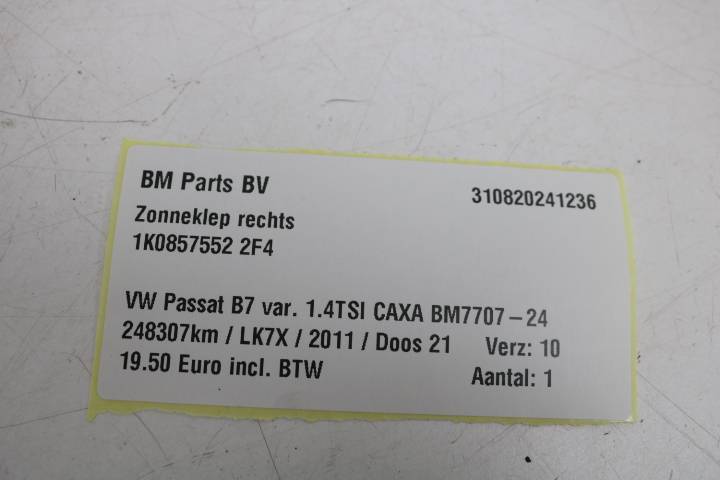 BM Parts BV 310820241236
Zonneklep rechts
1K0857552 2F4
VW Passat B7 var. 1.4TSI CAXA BM7707-24
248307km / LK7X / 2011 / Doos 21 Verz: 10
19.50 Euro incl. BTW Aantal: 1